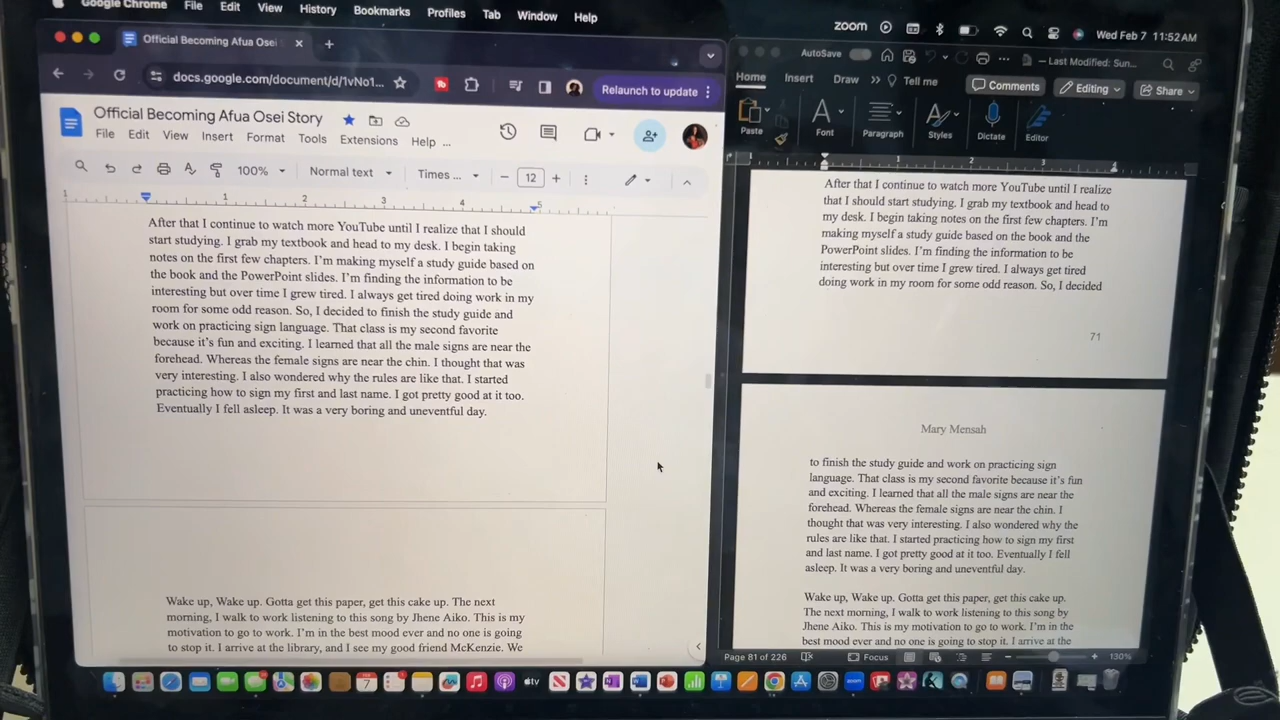 Google Chrome File Edit View History Bookmarks Profiles Tab Window Help
zoom Wed Feb 7 11:52AM
Official Becoming Afua Osei
docs.google.com/document/d/1vNo1... Relaunch to update
Official Becoming Afua Osei Story
File Edit View Insert Format Tools Extensions Help ...
100% Normal text Times ... 12
1 1 2 3 4 5
After that I continue to watch more YouTube until I realize that I should
start studying. I grab my textbook and head to my desk. I begin taking
notes on the first few chapters. I'm making myself a study guide based on
the book and the PowerPoint slides. I'm finding the information to be
interesting but over time I grew tired. I always get tired doing work in my
room for some odd reason. So, I decided to finish the study guide and
work on practicing sign language. That class is my second favorite
because it's fun and exciting. I learned that all the male signs are near the
forehead. Whereas the female signs are near the chin. I thought that was
very interesting. I also wondered why the rules are like that. I started
practicing how to sign my first and last name. I got pretty good at it too.
Eventually I fell asleep. It was a very boring and uneventful day.
Wake up, Wake up. Gotta get this paper, get this cake up. The next
morning, I walk to work listening to this song by Jhene Aiko. This is my
motivation to go to work. I'm in the best mood ever and no one is going
to stop it. I arrive at the library, and I see my good friend McKenzie. We
AutoSave — Last Modified: Sun...
Home Insert Draw Tell me Comments Editing Share
Paste Font Paragraph Styles Dictate Editor
1 1 2 3 4
After that I continue to watch more YouTube until I realize
that I should start studying. I grab my textbook and head to
my desk. I begin taking notes on the first few chapters. I'm
making myself a study guide based on the book and the
PowerPoint slides. I'm finding the information to be
interesting but over time I grew tired. I always get tired
doing work in my room for some odd reason. So, I decided
71
Mary Mensah
to finish the study guide and work on practicing sign
language. That class is my second favorite because it's fun
and exciting. I learned that all the male signs are near the
forehead. Whereas the female signs are near the chin. I
thought that was very interesting. I also wondered why the
rules are like that. I started practicing how to sign my first
and last name. I got pretty good at it too. Eventually I fell
asleep. It was a very boring and uneventful day.
Wake up, Wake up. Gotta get this paper, get this cake up.
The next morning, I walk to work listening to this song by
Jhene Aiko. This is my motivation to go to work. I'm in the
best mood ever and no one is going to stop it. I arrive at the
Page 81 of 226 Focus 130%
FEB
7 tv zoom